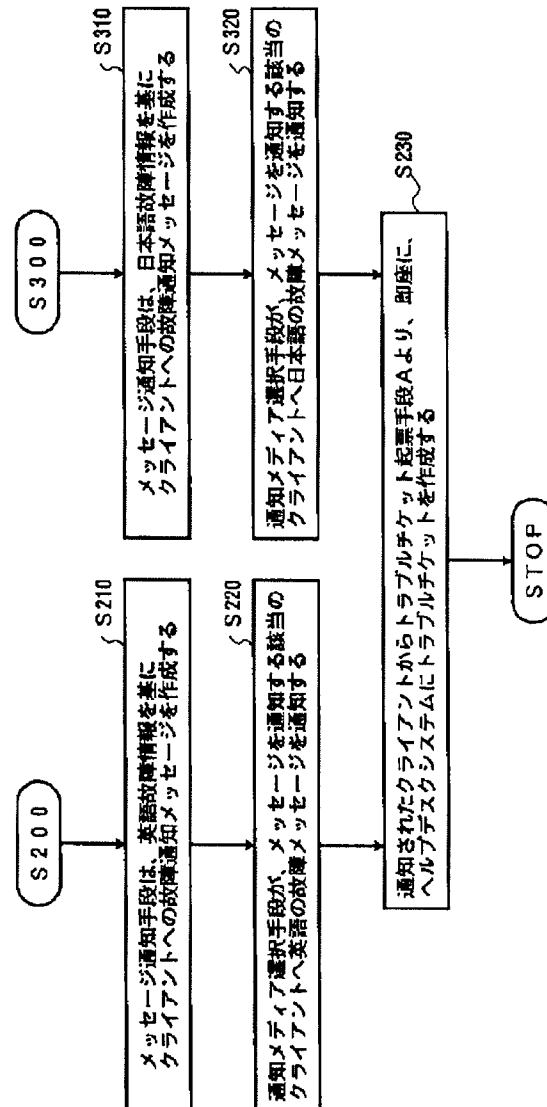 S200
S210
メッセージ通知手段は、英語故障情報を基に
クライアントへの故障通知メッセージを作成する
S220
通知メディア選択手段が、メッセージを通知する該当の
クライアントへ英語の故障メッセージを通知する
S300
S310
メッセージ通知手段は、日本語故障情報を基に
クライアントへの故障通知メッセージを作成する
S320
通知メディア選択手段が、メッセージを通知する該当の
クライアントへ日本語の故障メッセージを通知する
S230
通知されたクライアントからトラブルチケット起票手段Aより、即座に、
ヘルプデスクシステムにトラブルチケットを作成する
STOP